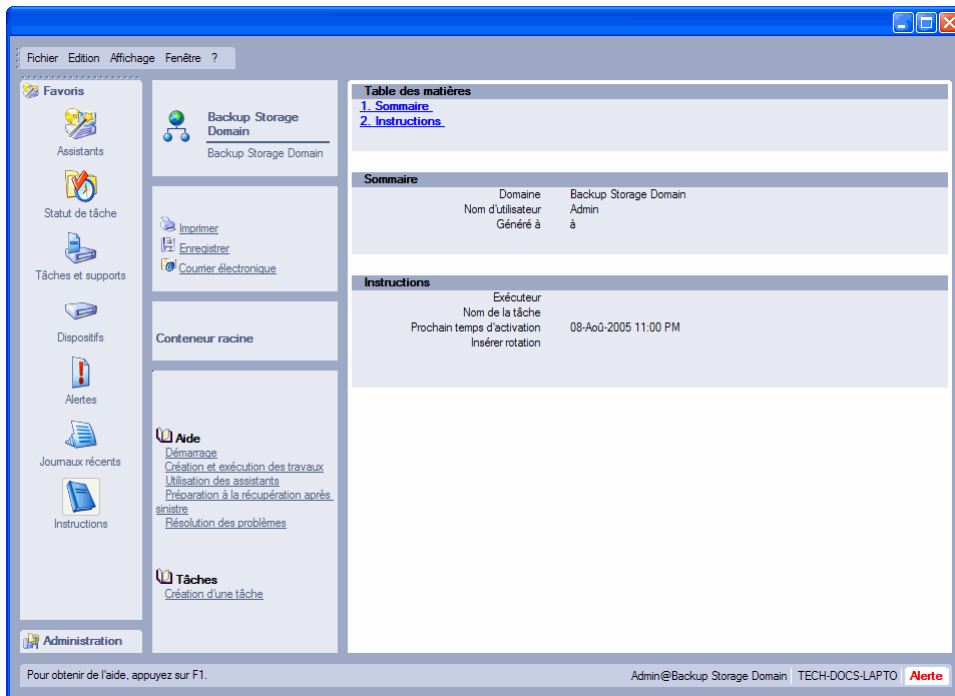 Fichier Edition Affichage Fenêtre ?
Favoris
Assistants
Statut de tâche
Tâches et supports
Dispositifs
Alertes
Journaux récents
Instructions
Administration
Backup Storage
Domain
Backup Storage Domain
Imprimer
Enregistrer
Courrier électronique
Conteneur racine
Aide
Démarrage
Création et exécution des travaux
Utilisation des assistants
Préparation à la récupération après
sinistre
Résolution des problèmes
Tâches
Création d'une tâche
Table des matières
1. Sommaire
2. Instructions
Sommaire
Domaine Backup Storage Domain
Nom d'utilisateur Admin
Généré à à
Instructions
Exécuteur
Nom de la tâche
Prochain temps d'activation 08-Aoû-2005 11:00 PM
Insérer rotation
Pour obtenir de l'aide, appuyez sur F1.
Admin@Backup Storage Domain TECH-DOCS-LAPTO Alerte